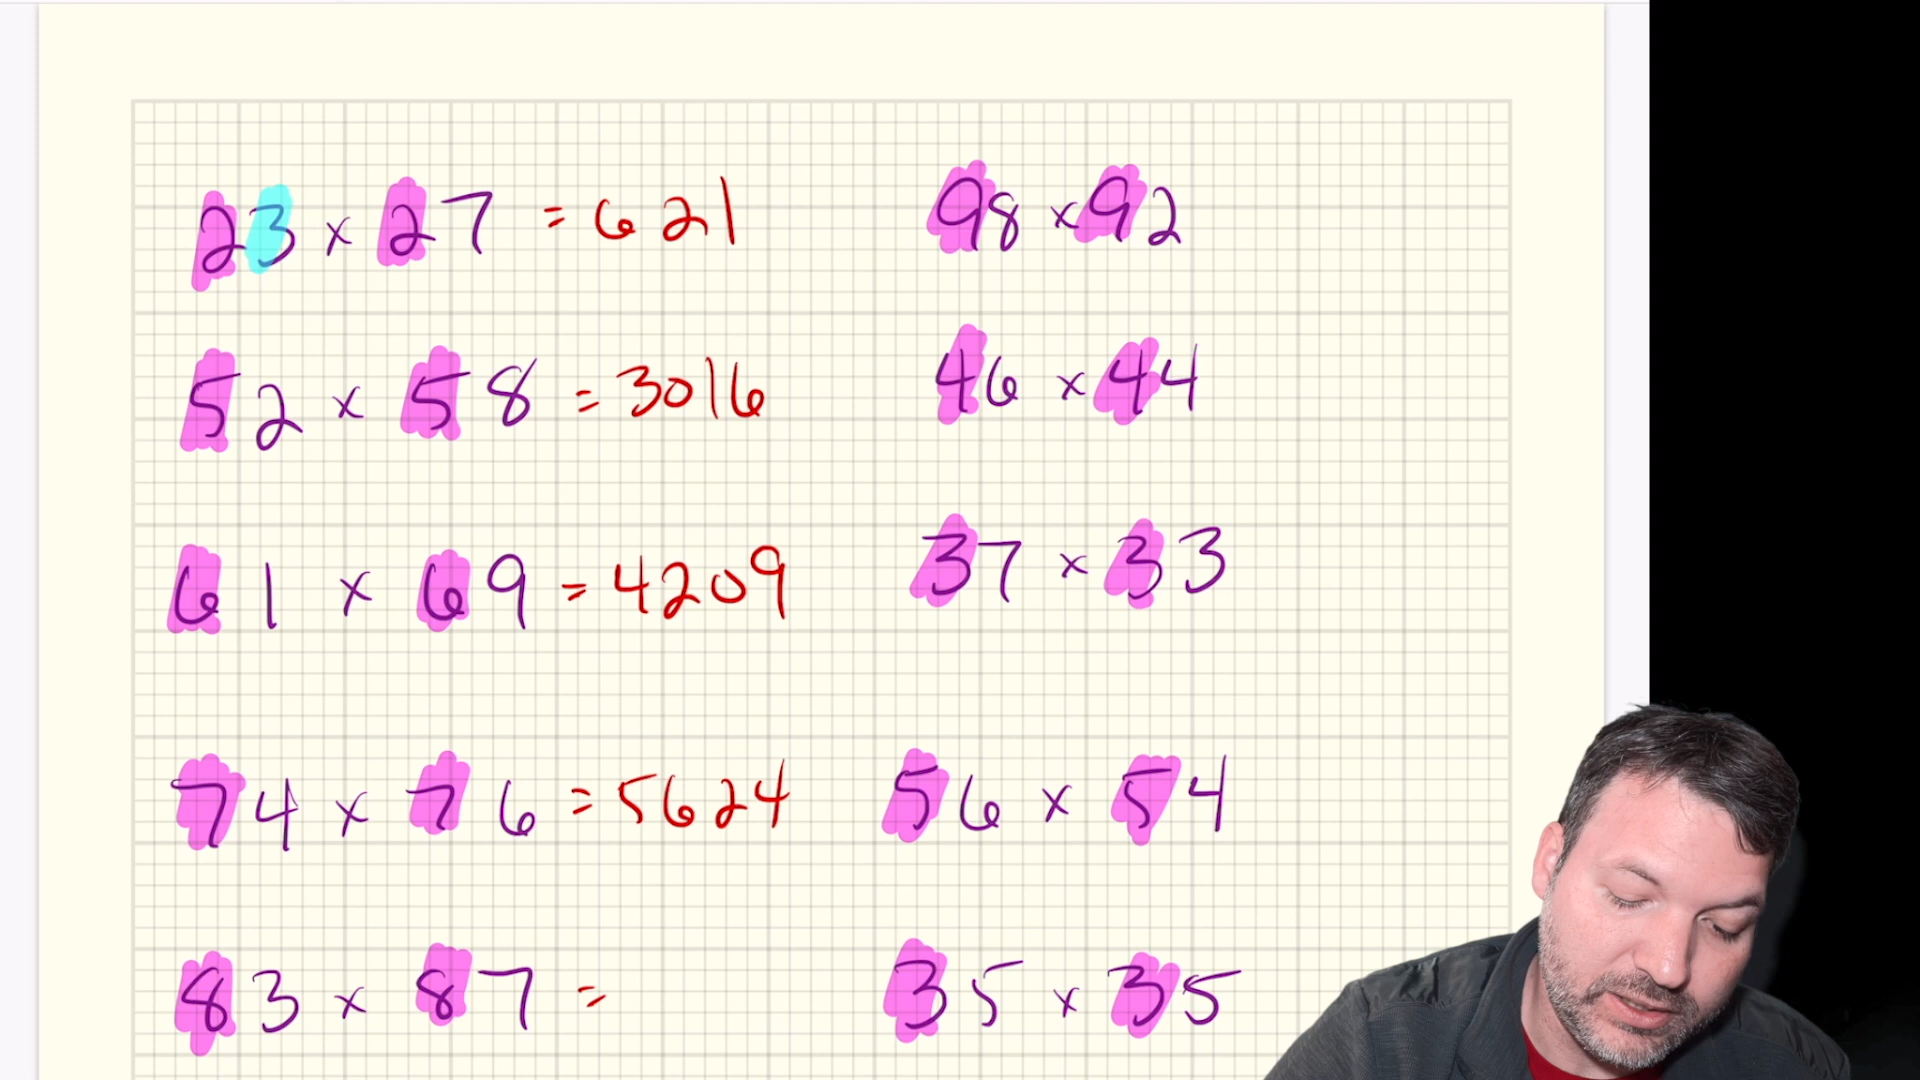 23 x 27 = 621
52 x 58 = 3016
61 x 69 = 4209
74 x 76 = 5624
83 x 87 =
98 x 92
46 x 44
37 x 33
56 x 54
35 x 35